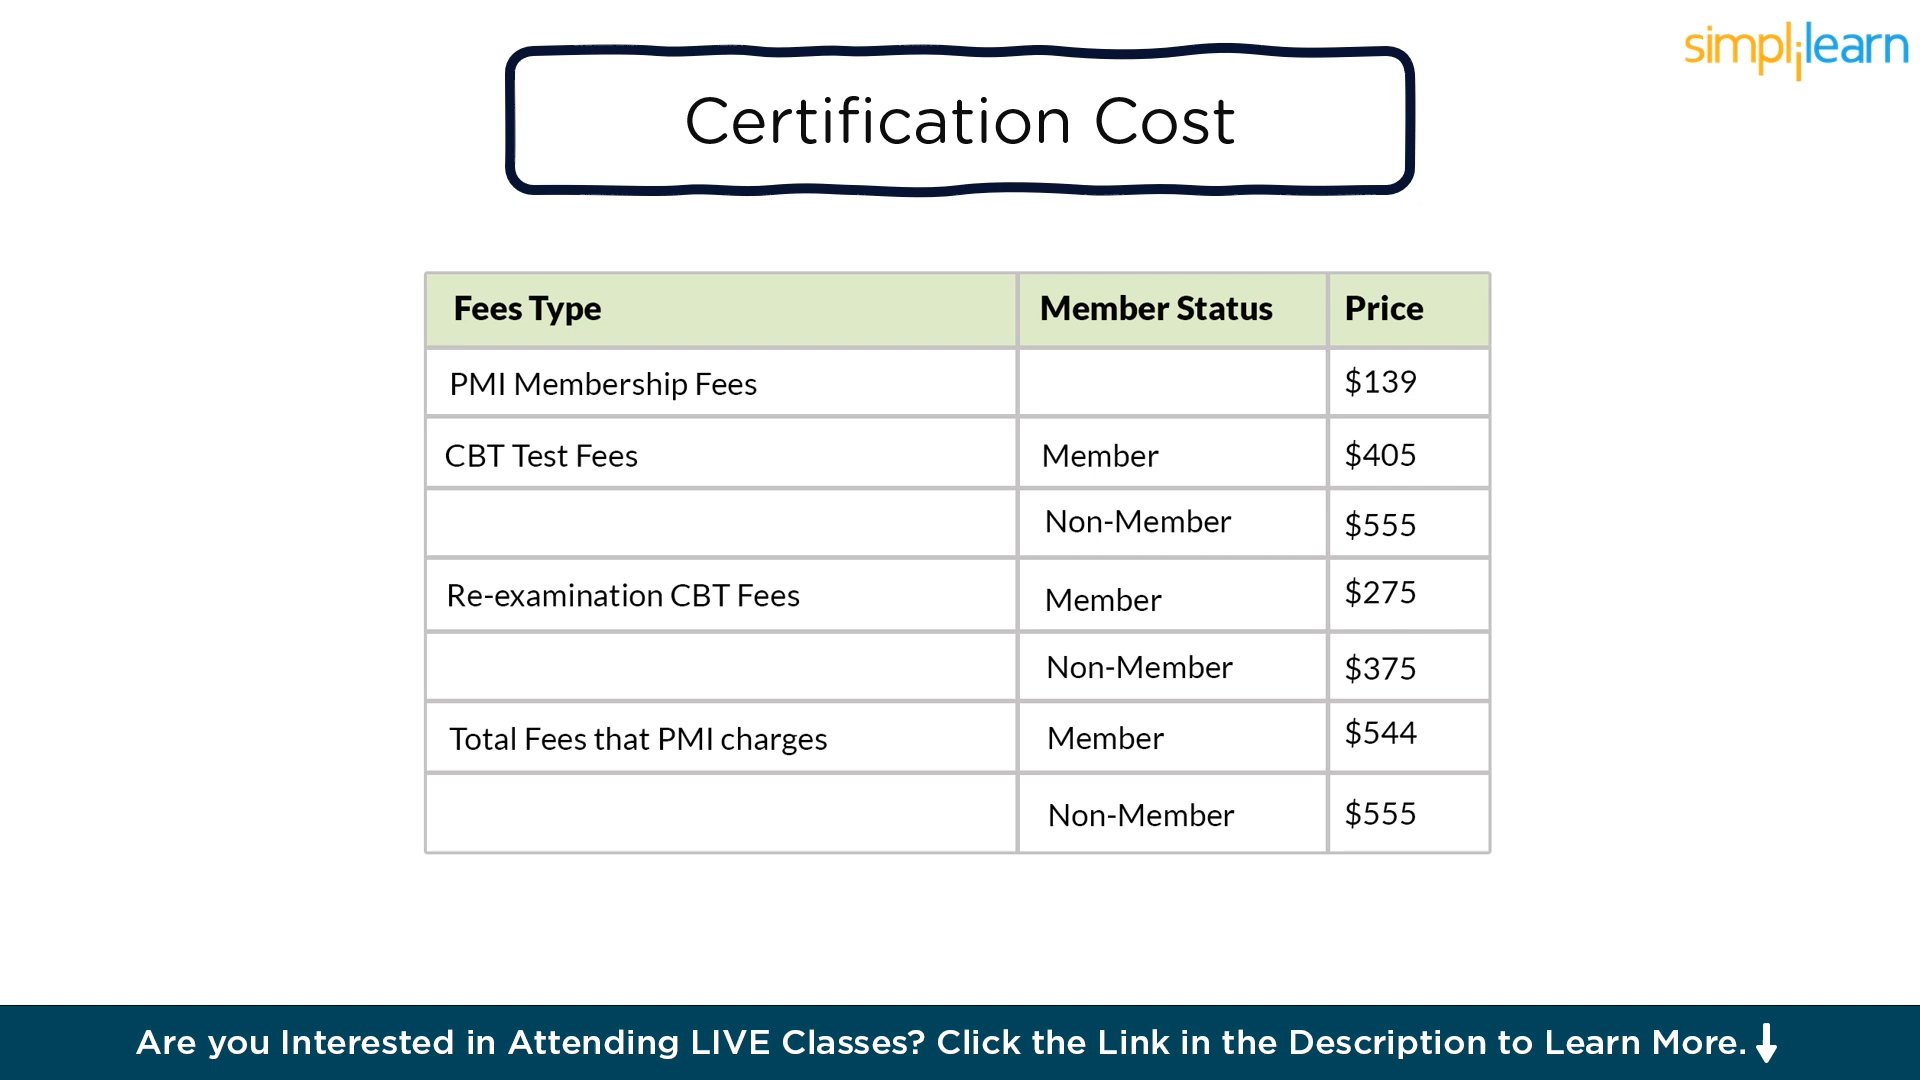 simplilearn
Certification Cost
Fees Type Member Status Price
PMI Membership Fees $139
CBT Test Fees Member $405
Non-Member $555
Re-examination CBT Fees Member $275
Non-Member $375
Total Fees that PMI charges Member $544
Non-Member $555
Are you Interested in Attending LIVE Classes? Click the Link in the Description to Learn More.